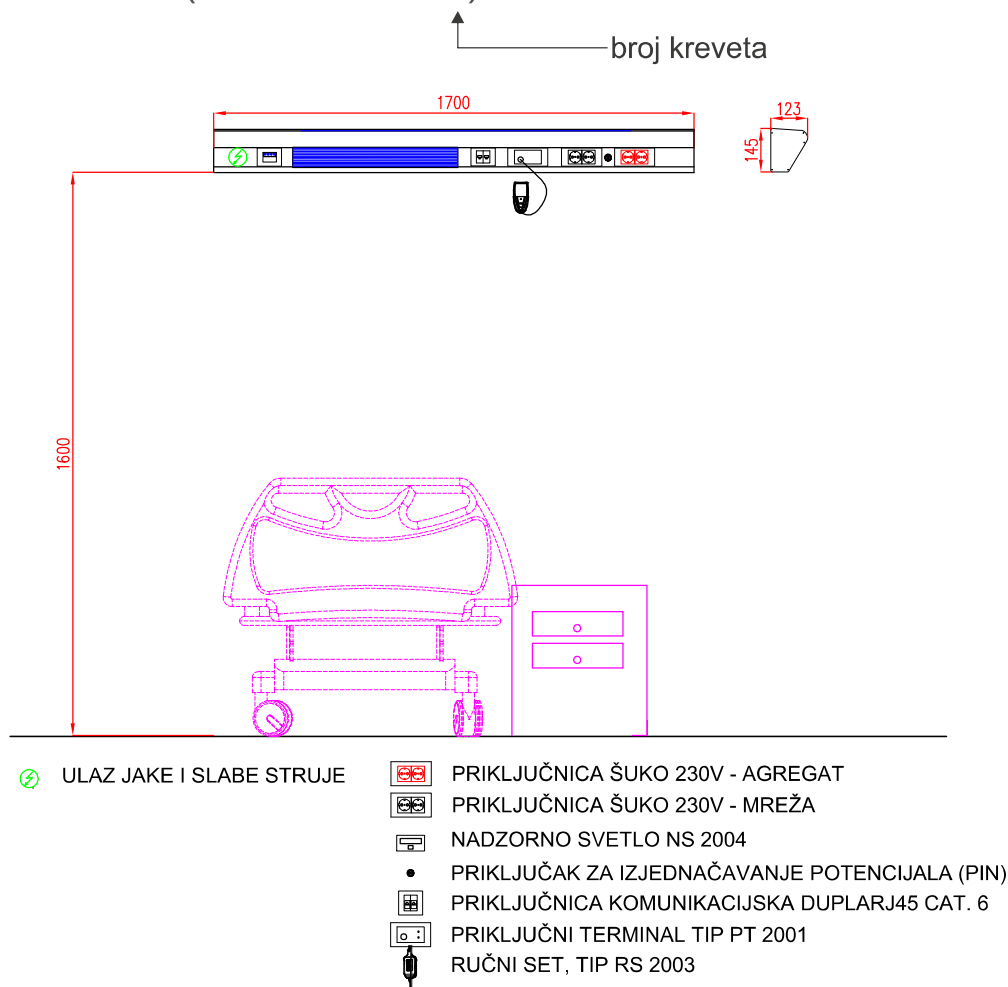 broj kreveta
1700
123
145
1600
ULAZ JAKE I SLABE STRUJE
PRIKLJUČNICA ŠUKO 230V - AGREGAT
PRIKLJUČNICA ŠUKO 230V - MREŽA
NADZORNO SVETLO NS 2004
PRIKLJUČAK ZA IZJEDNAČAVANJE POTENCIJALA (PIN)
PRIKLJUČNICA KOMUNIKACIJSKA DUPLARJ45 CAT. 6
PRIKLJUČNI TERMINAL TIP PT 2001
RUČNI SET, TIP RS 2003